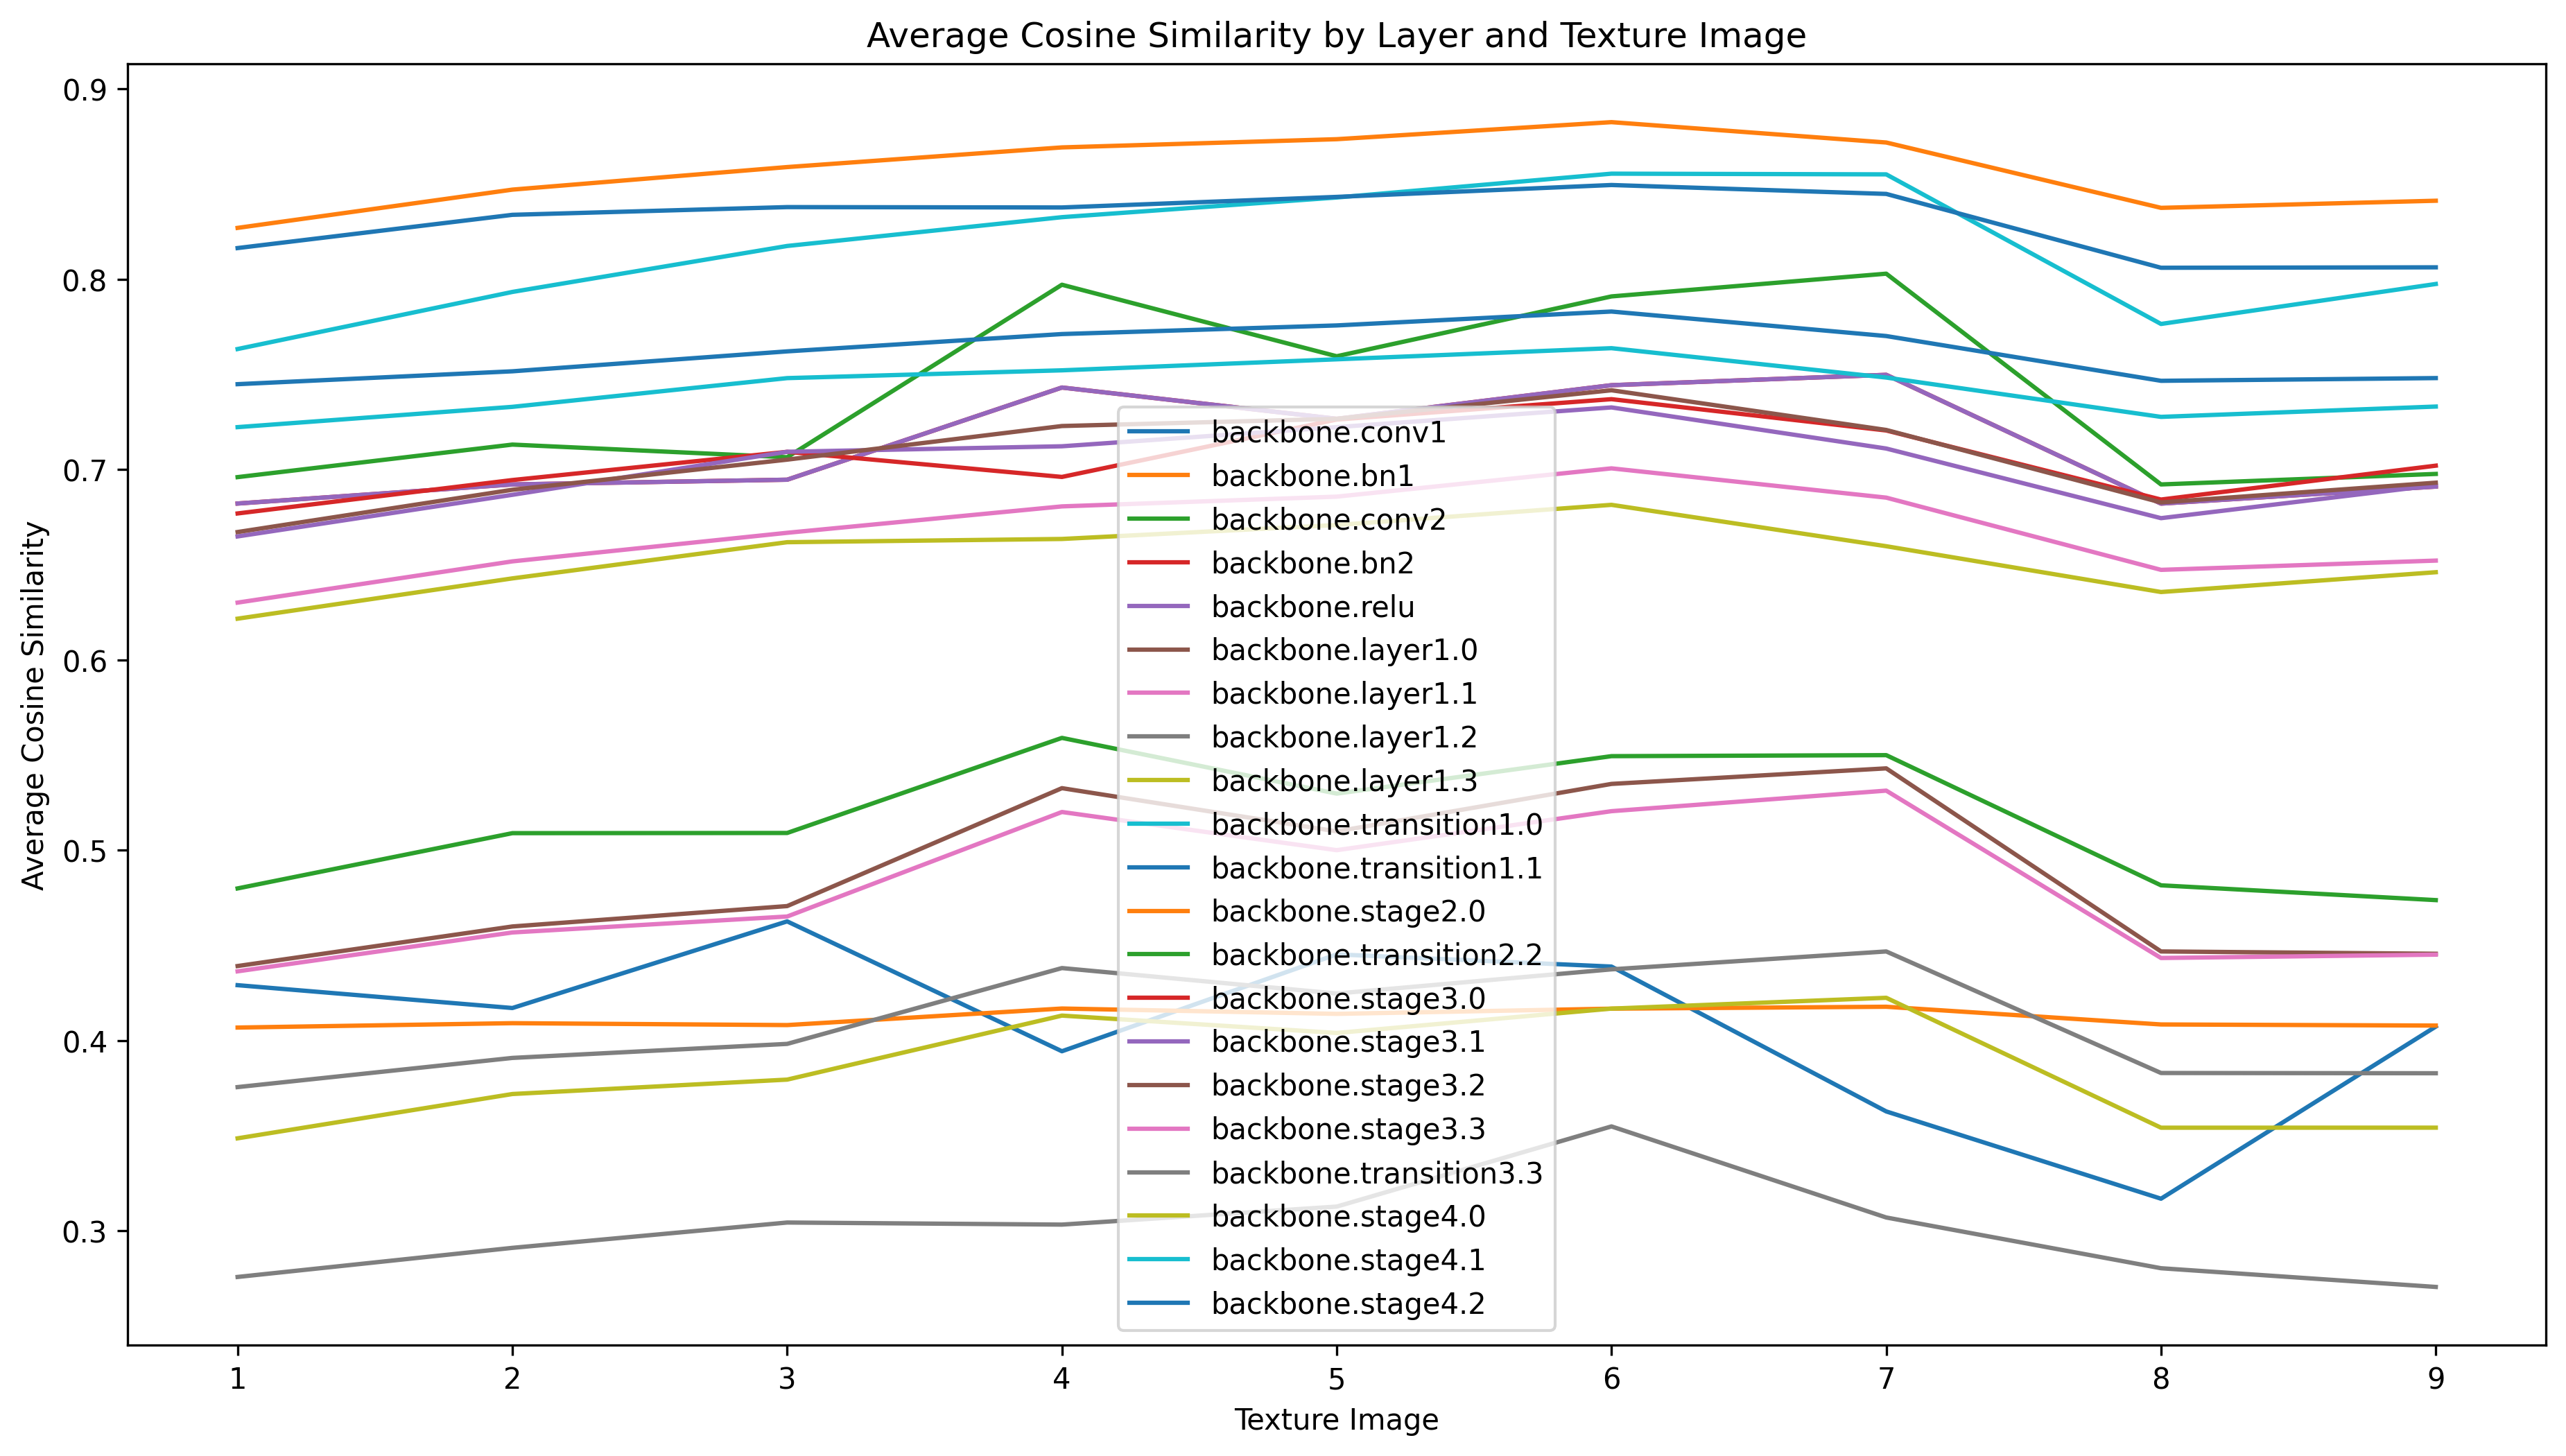 Average Cosine Similarity by Layer and Texture Image
Average Cosine Similarity
0.9
0.8
0.7
0.6
0.5
0.4
0.3
backbone.conv1
backbone.bn1
backbone.conv2
backbone.bn2
backbone.relu
backbone.layer1.0
backbone.layer1.1
backbone.layer1.2
backbone.layer1.3
backbone.transition1.0
backbone.transition1.1
backbone.stage2.0
backbone.transition2.2
backbone.stage3.0
backbone.stage3.1
backbone.stage3.2
backbone.stage3.3
backbone.transition3.3
backbone.stage4.0
backbone.stage4.1
backbone.stage4.2
1 2 3 4 5 6 7 8 9
Texture Image